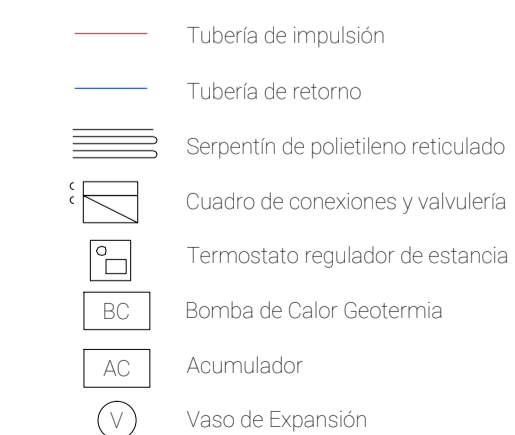 Tubería de impulsión
Tubería de retorno
Serpentín de polietileno reticulado
Cuadro de conexiones y valvulería
Termostato regulador de estancia
BC Bomba de Calor Geotermia
AC Acumulador
V Vaso de Expansión